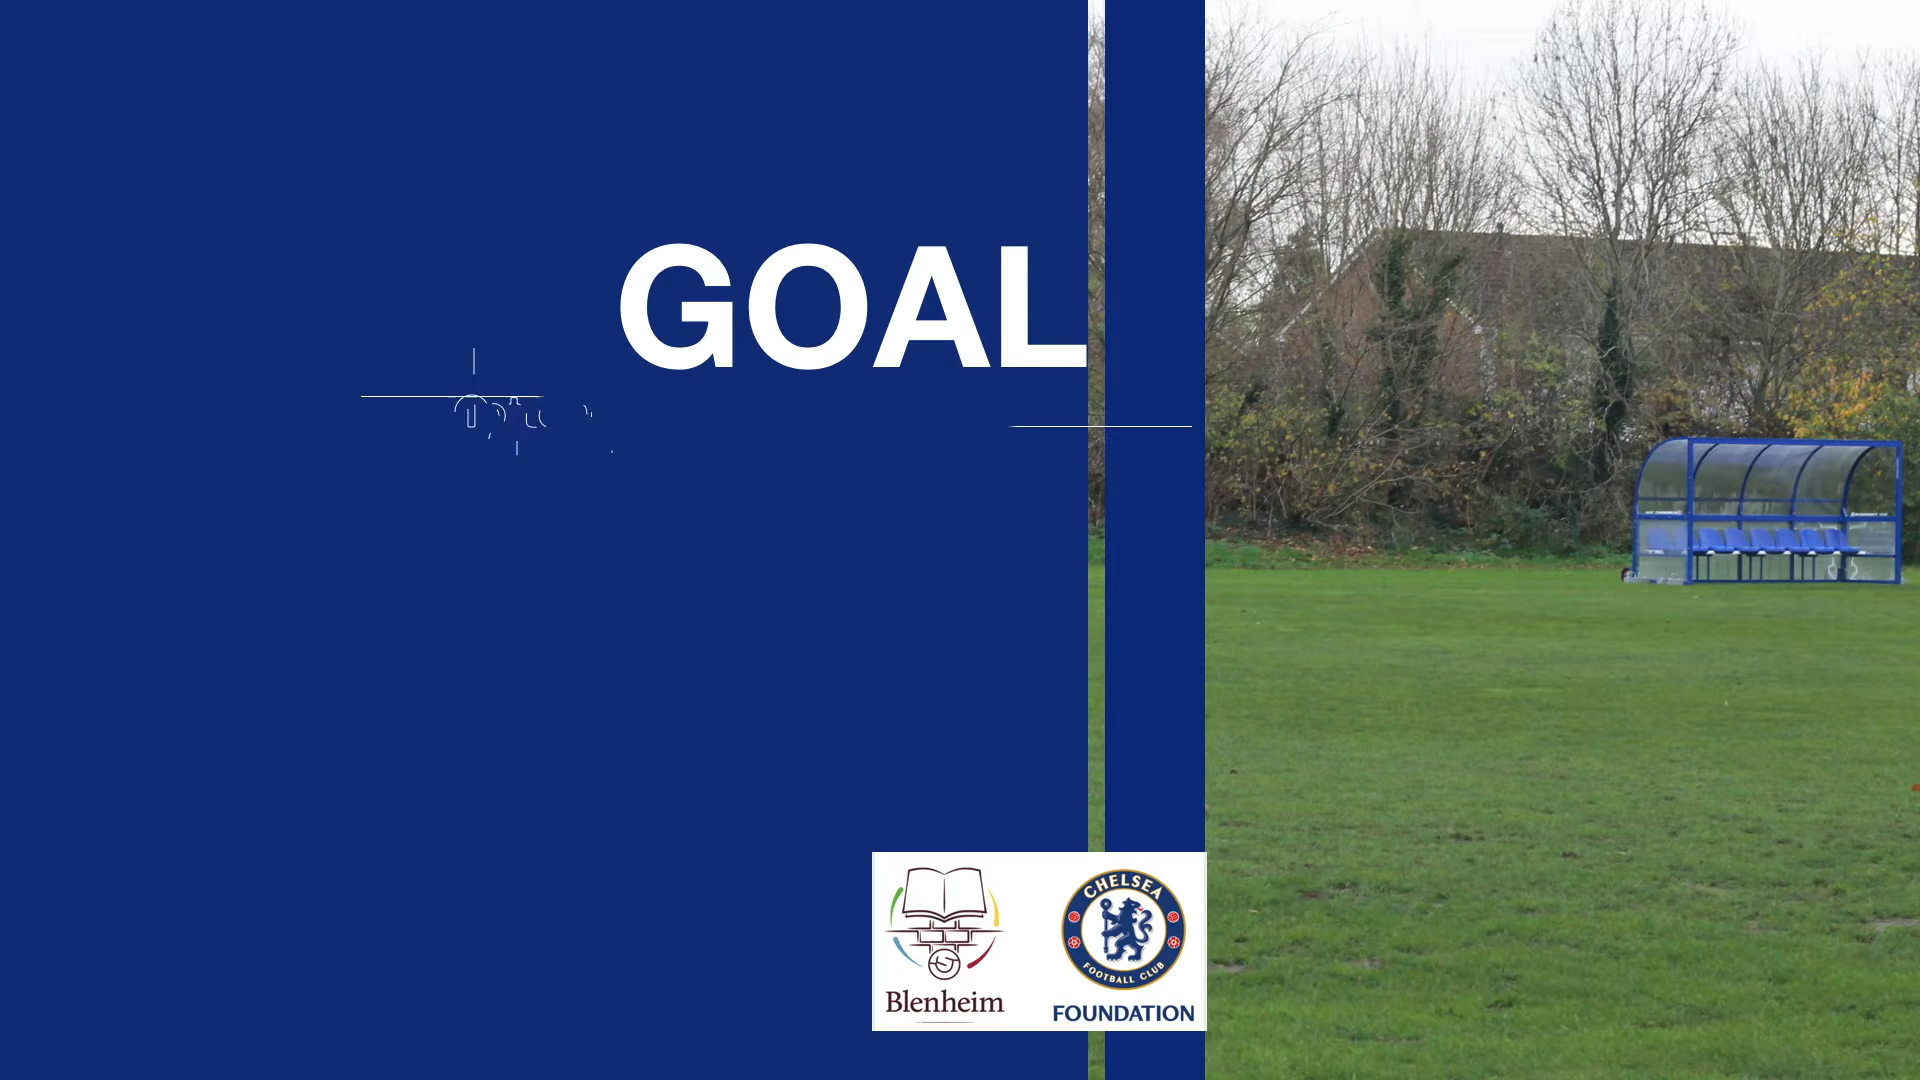 GOAL
CHELSEA
FOOTBALL CLUB
Blenheim
FOUNDATION